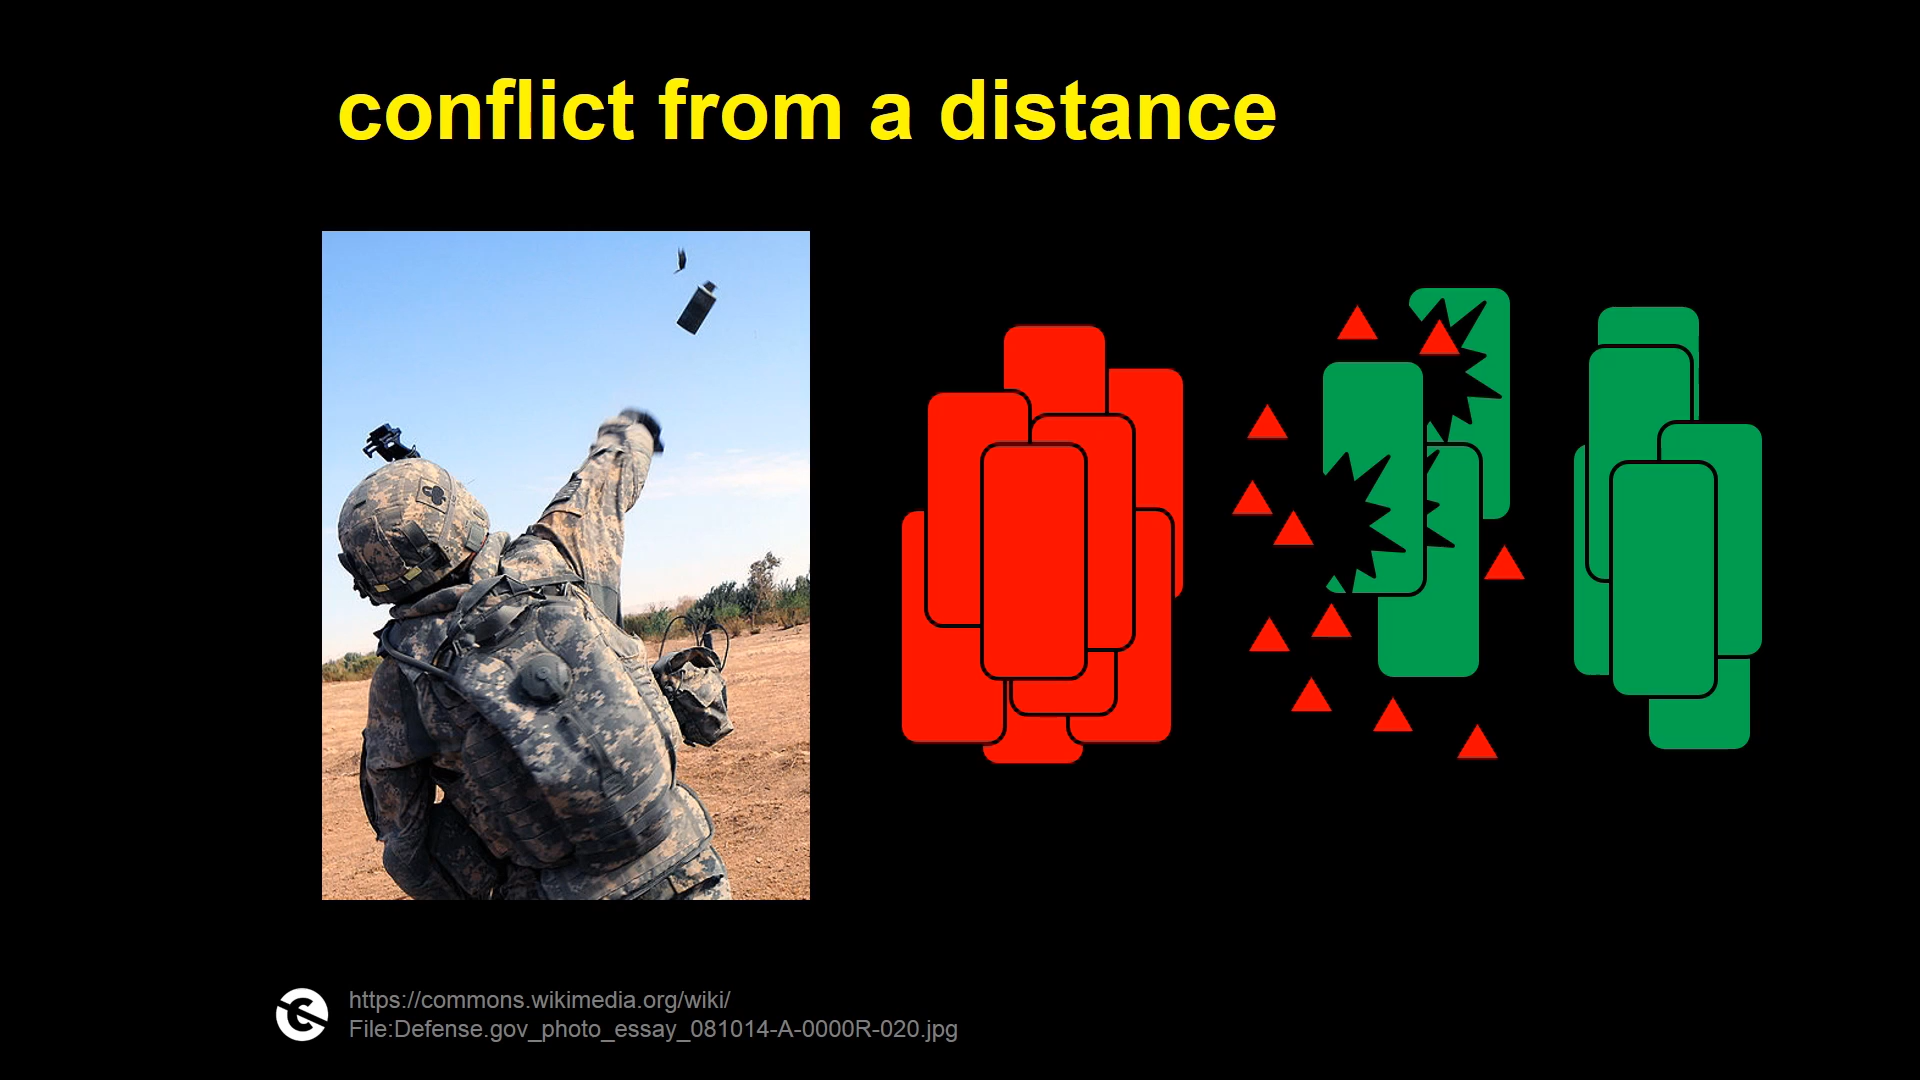 conflict from a distance
https://commons.wikimedia.org/wiki/
File:Defense.gov_photo_essay_081014-A-0000R-020.jpg